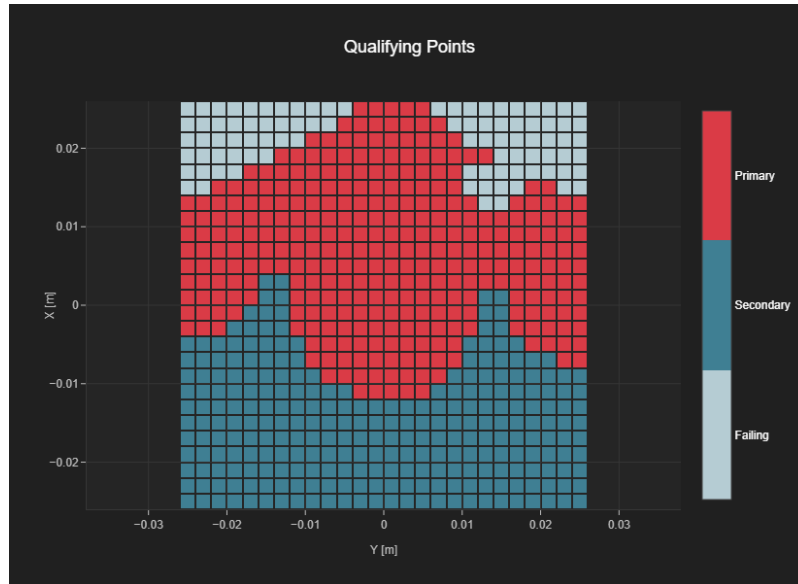 Qualifying Points
Primary
Secondary
Failing
X [m]
0.02
0.01
0
−0.01
−0.02
−0.03
−0.02
−0.01
0
0.01
0.02
0.03
Y [m]